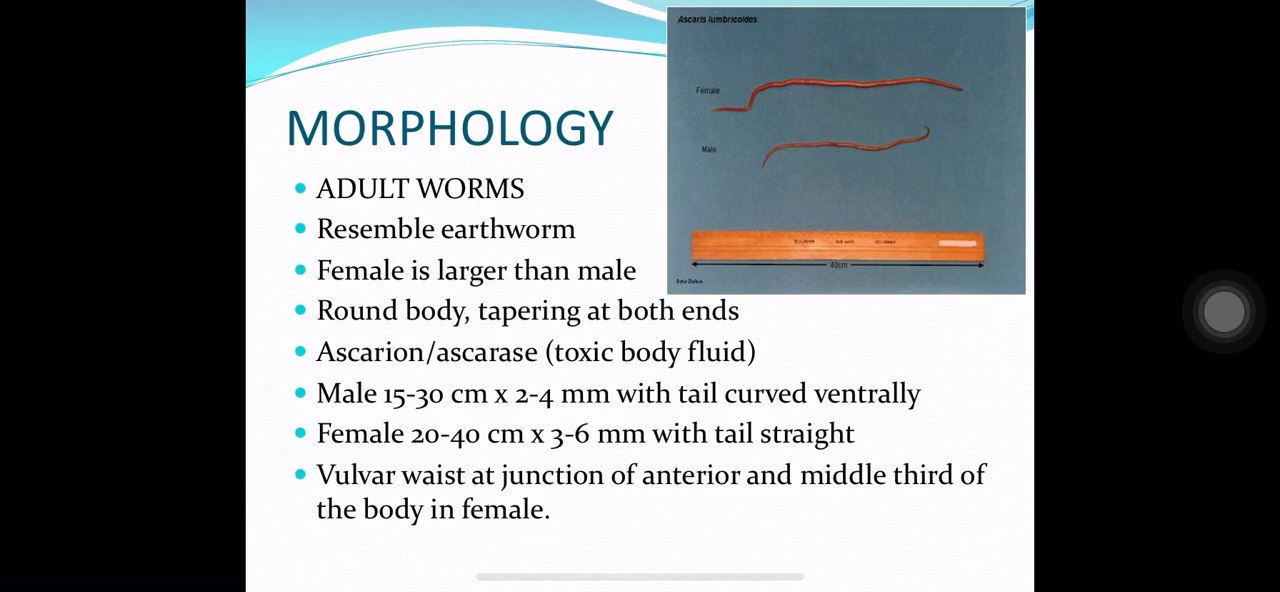 Ascaris lumbricoides
Female
Male
40cm
MORPHOLOGY
ADULT WORMS
Resemble earthworm
Female is larger than male
Round body, tapering at both ends
Ascarion/ascarase (toxic body fluid)
Male 15-30 cm x 2-4 mm with tail curved ventrally
Female 20-40 cm x 3-6 mm with tail straight
Vulvar waist at junction of anterior and middle third of
the body in female.